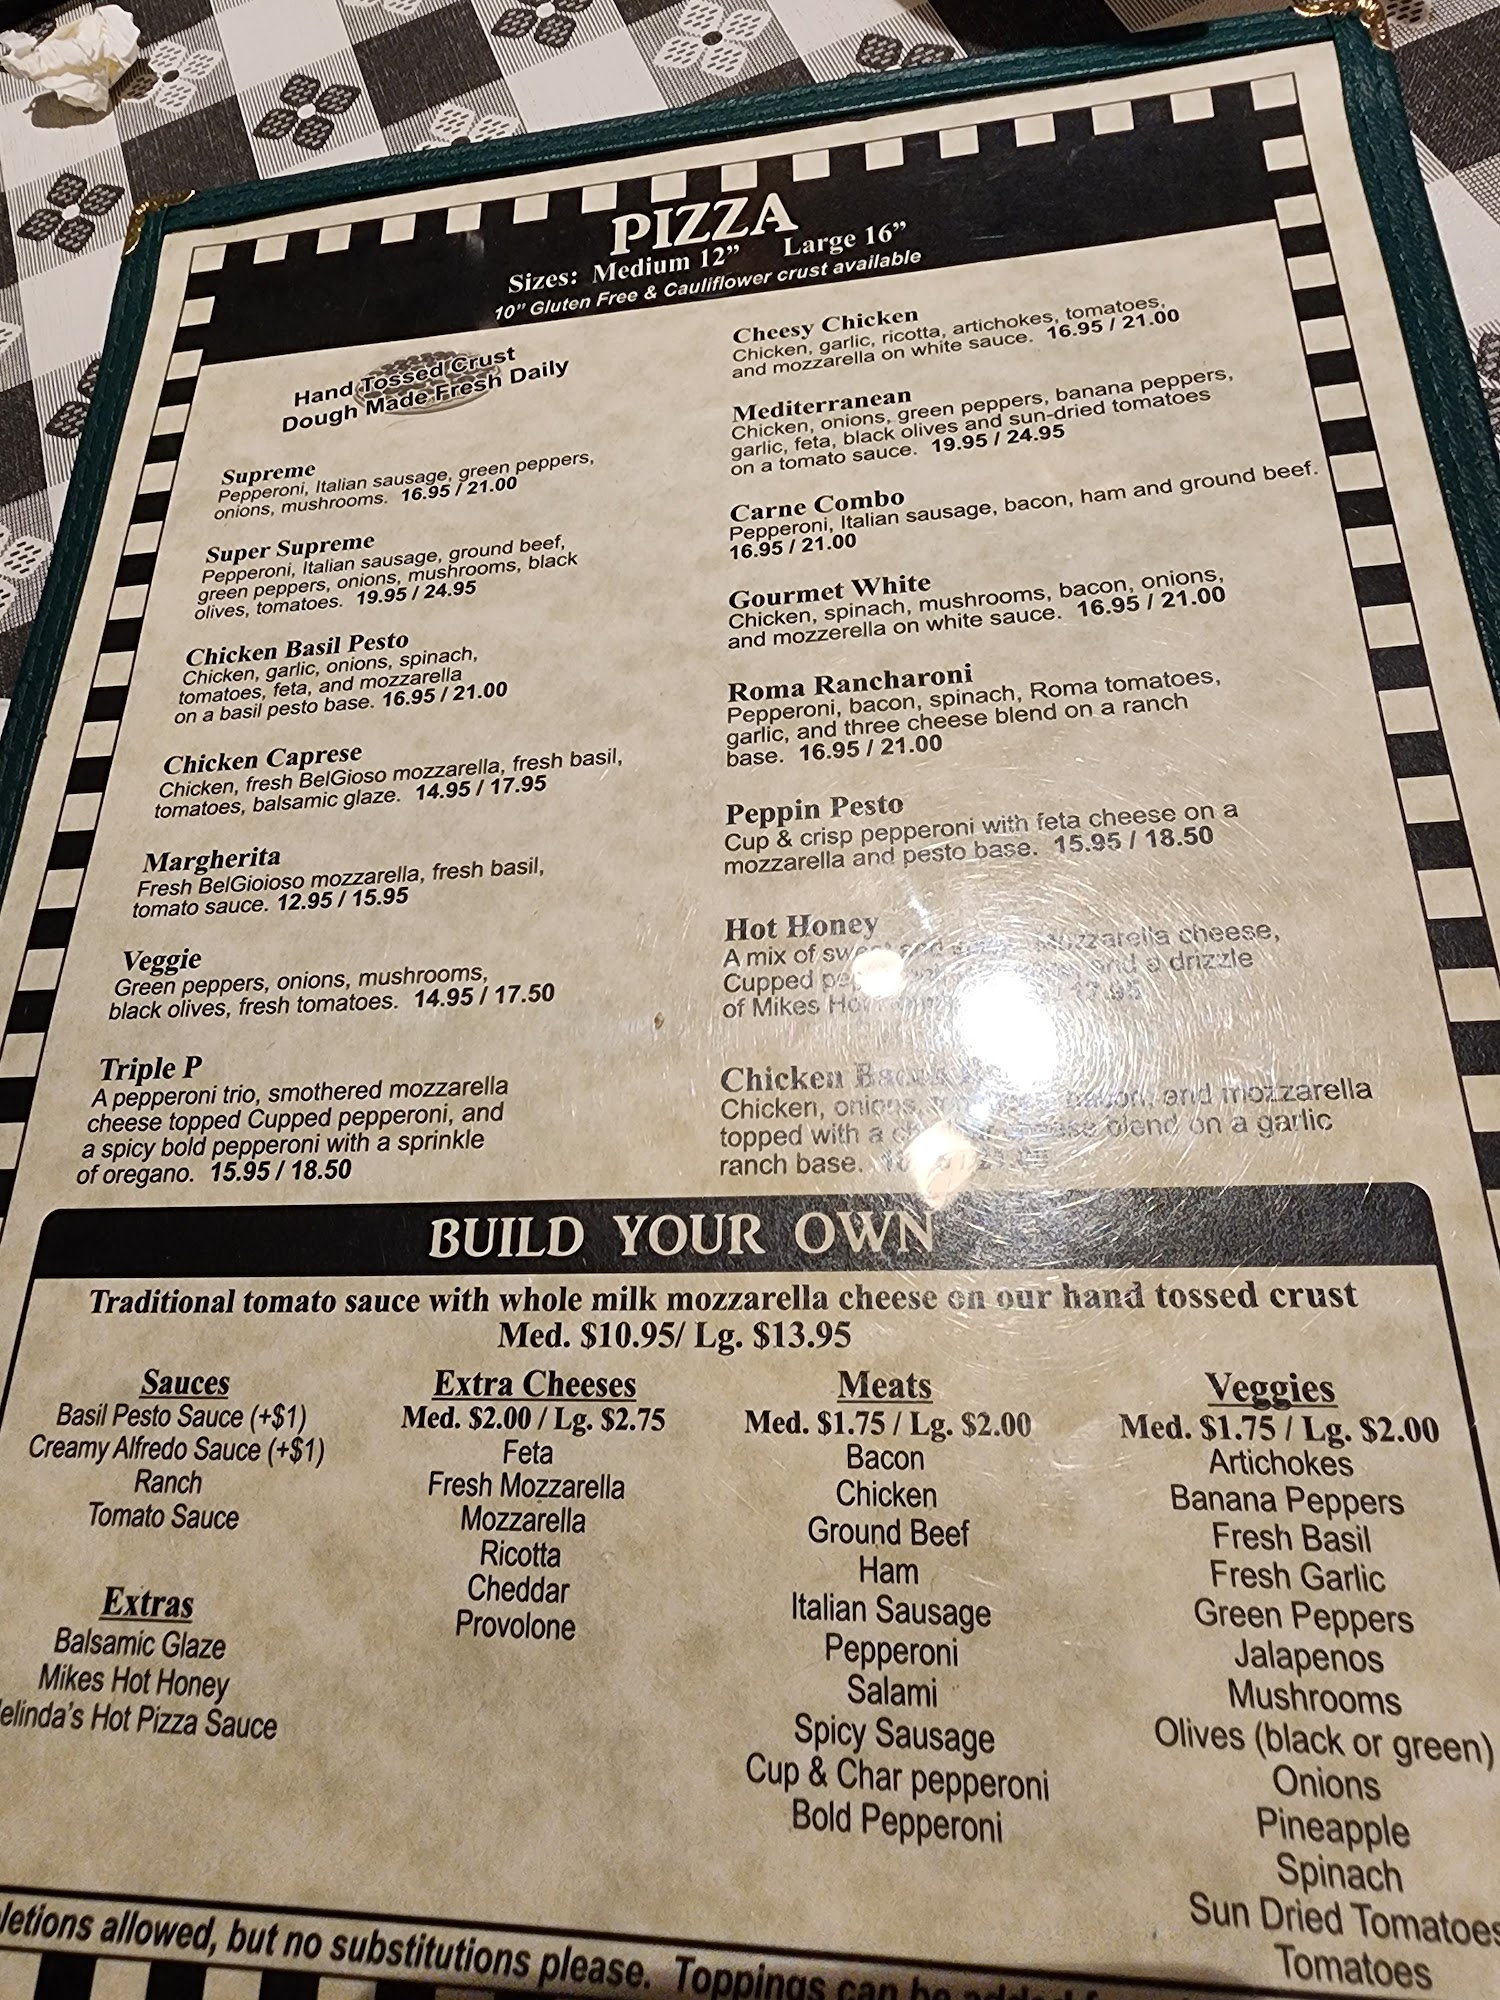 PIZZA
Sizes: Medium 12” Large 16”
10” Gluten Free & Cauliflower crust available
Hand Tossed Crust
Dough Made Fresh Daily
Supreme
Pepperoni, Italian sausage, green peppers,
onions, mushrooms. 16.95 / 21.00
Super Supreme
Pepperoni, Italian sausage, ground beef,
green peppers, onions, mushrooms, black
olives, tomatoes. 19.95 / 24.95
Chicken Basil Pesto
Chicken, garlic, onions, spinach,
tomatoes, feta, and mozzarella
on a basil pesto base. 16.95 / 21.00
Chicken Caprese
Chicken, fresh BelGioso mozzarella, fresh basil,
tomatoes, balsamic glaze. 14.95 / 17.95
Margherita
Fresh BelGioioso mozzarella, fresh basil,
tomato sauce. 12.95 / 15.95
Veggie
Green peppers, onions, mushrooms,
black olives, fresh tomatoes. 14.95 / 17.50
Triple P
A pepperoni trio, smothered mozzarella
cheese topped Cupped pepperoni, and
a spicy bold pepperoni with a sprinkle
of oregano. 15.95 / 18.50
Cheesy Chicken
Chicken, garlic, ricotta, artichokes, tomatoes,
and mozzarella on white sauce. 16.95 / 21.00
Mediterranean
Chicken, onions, green peppers, banana peppers,
garlic, feta, black olives and sun-dried tomatoes
on a tomato sauce. 19.95 / 24.95
Carne Combo
Pepperoni, Italian sausage, bacon, ham and ground beef.
16.95 / 21.00
Gourmet White
Chicken, spinach, mushrooms, bacon, onions,
and mozzerella on white sauce. 16.95 / 21.00
Roma Rancharoni
Pepperoni, bacon, spinach, Roma tomatoes,
garlic, and three cheese blend on a ranch
base. 16.95 / 21.00
Peppin Pesto
Cup & crisp pepperoni with feta cheese on a
mozzarella and pesto base. 15.95 / 18.50
Hot Honey
A mix of sweet and Mozzarella cheese,
Cupped and a drizzle
of Mikes Hot 17.95
Chicken
Chicken, onions, bacon, and mozzarella
topped with a cheese blend on a garlic
ranch base.
BUILD YOUR OWN
Traditional tomato sauce with whole milk mozzarella cheese on our hand tossed crust
Med. $10.95/ Lg. $13.95
Sauces
Basil Pesto Sauce (+$1)
Creamy Alfredo Sauce (+$1)
Ranch
Tomato Sauce
Extras
Balsamic Glaze
Mikes Hot Honey
elinda’s Hot Pizza Sauce
Extra Cheeses
Med. $2.00 / Lg. $2.75
Feta
Fresh Mozzarella
Mozzarella
Ricotta
Cheddar
Provolone
Meats
Med. $1.75 / Lg. $2.00
Bacon
Chicken
Ground Beef
Ham
Italian Sausage
Pepperoni
Salami
Spicy Sausage
Cup & Char pepperoni
Bold Pepperoni
Veggies
Med. $1.75 / Lg. $2.00
Artichokes
Banana Peppers
Fresh Basil
Fresh Garlic
Green Peppers
Jalapenos
Mushrooms
Olives (black or green)
Onions
Pineapple
Spinach
Sun Dried Tomatoes
Tomatoes
letions allowed, but no substitutions please. Toppings can be added